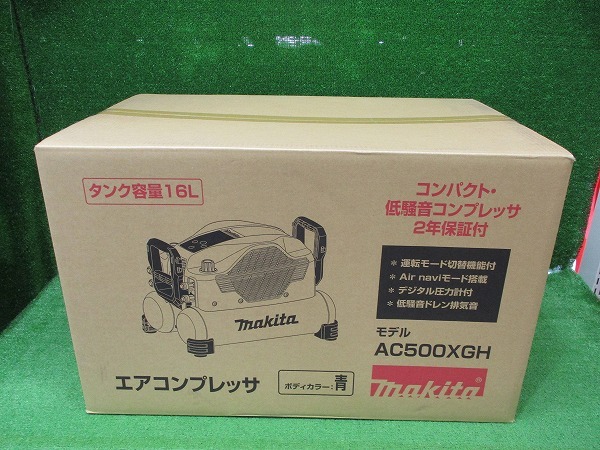 タンク容量16L
コンパクト・
低騒音コンプレッサ
2年保証付
＊ 運転モード切替機能付
＊ Air naviモード搭載
＊ デジタル圧力計付
＊ 低騒音ドレン排気音
makita
モデル
AC500XGH
エアコンプレッサ
ボディカラー：青
makita®